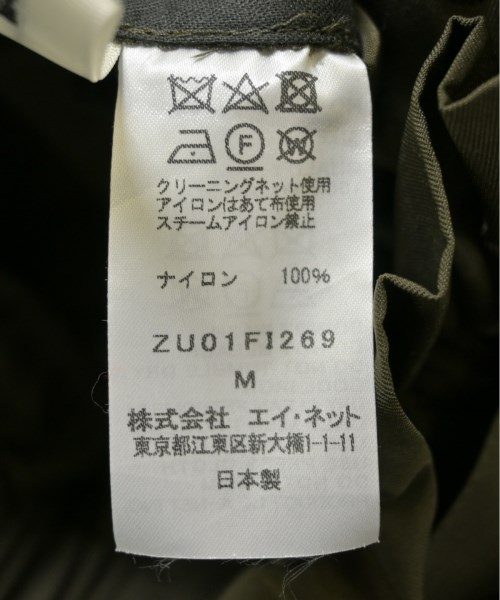 F W
クリーニングネット使用
アイロンはあて布使用
スチームアイロン禁止
ナイロン 100%
ZU01FI269
M
株式会社 エイ・ネット
東京都江東区新大橋1-1-11
日本製